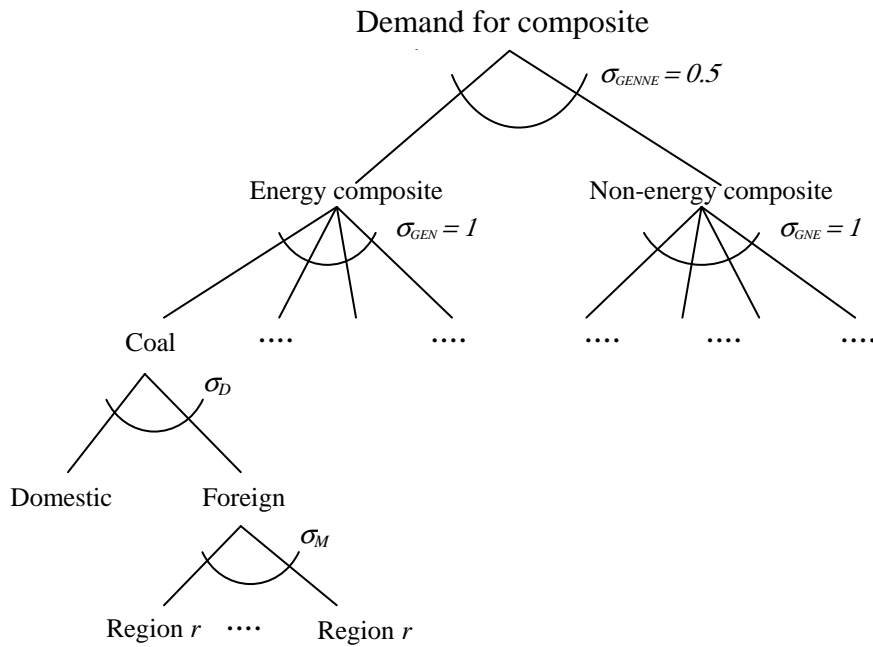 Demand for composite
σGENNE = 0.5
Energy composite
Non-energy composite
σGEN = 1
σGNE = 1
Coal
....
....
....
....
....
σD
Domestic
Foreign
σM
Region r
....
Region r